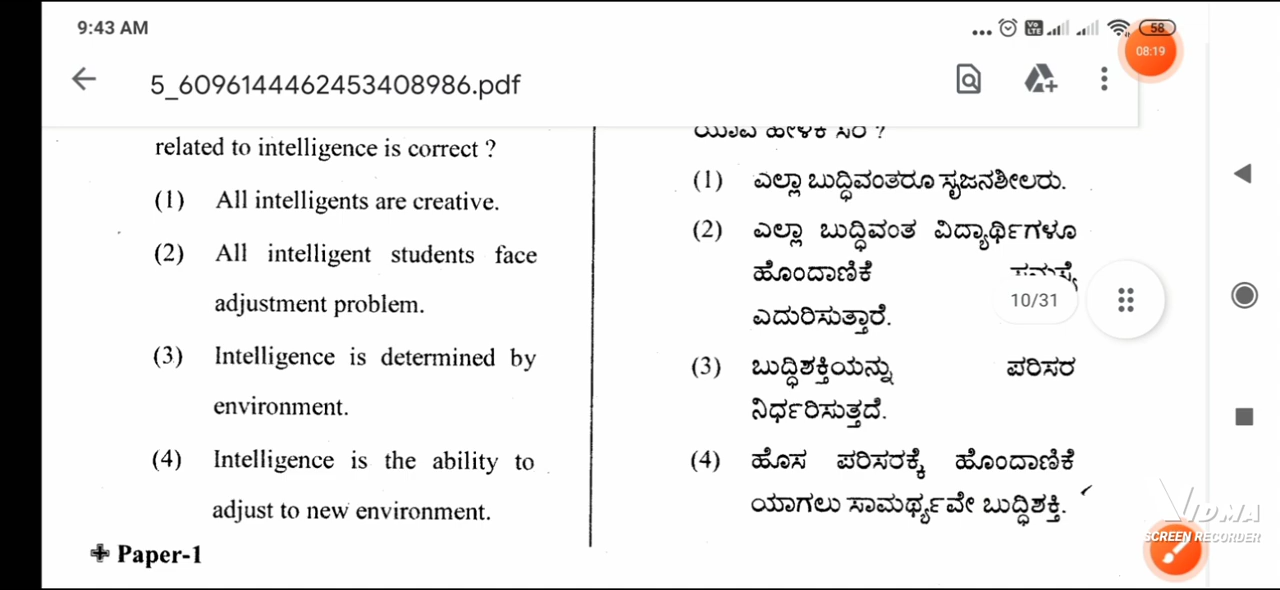 9:43 AM
58
08:19
5_6096144462453408986.pdf
related to intelligence is correct ?
(1) All intelligents are creative.
(2) All intelligent students face
adjustment problem.
(3) Intelligence is determined by
environment.
(4) Intelligence is the ability to
adjust to new environment.
✙ Paper-1
(1) ಎಲ್ಲಾ ಬುದ್ಧಿವಂತರೂ ಸೃಜನಶೀಲರು.
(2) ಎಲ್ಲಾ ಬುದ್ಧಿವಂತ ವಿದ್ಯಾರ್ಥಿಗಳೂ
ಹೊಂದಾಣಿಕೆ
ಎದುರಿಸುತ್ತಾರೆ.
(3) ಬುದ್ಧಿಶಕ್ತಿಯನ್ನು ಪರಿಸರ
ನಿರ್ಧರಿಸುತ್ತದೆ.
(4) ಹೊಸ ಪರಿಸರಕ್ಕೆ ಹೊಂದಾಣಿಕೆ
ಯಾಗಲು ಸಾಮರ್ಥ್ಯವೇ ಬುದ್ಧಿಶಕ್ತಿ.
10/31
VIDMA
SCREEN RECORDER